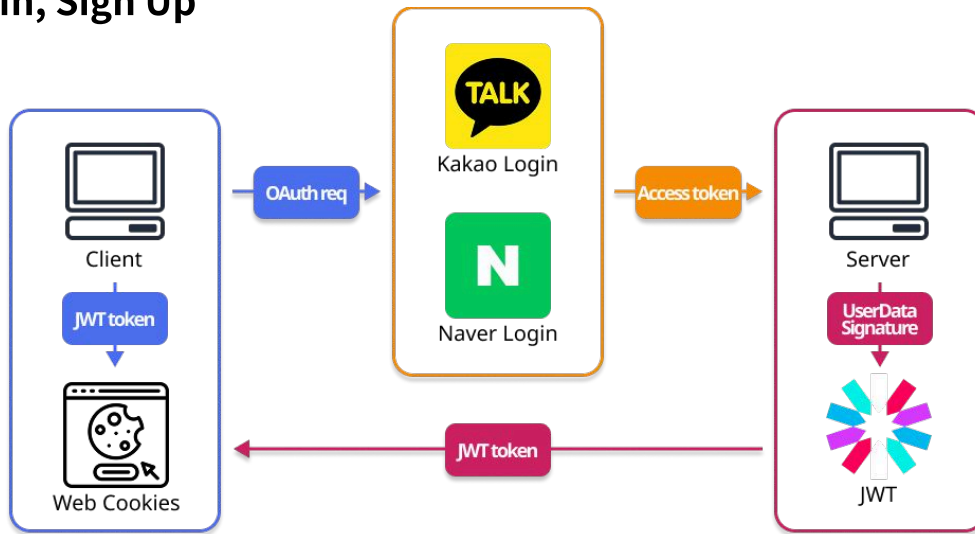 in, Sign Up
TALK
Kakao Login
OAuth req
Access token
Client
Server
N
Naver Login
JWT token
UserData
Signature
JWT token
Web Cookies
JWT